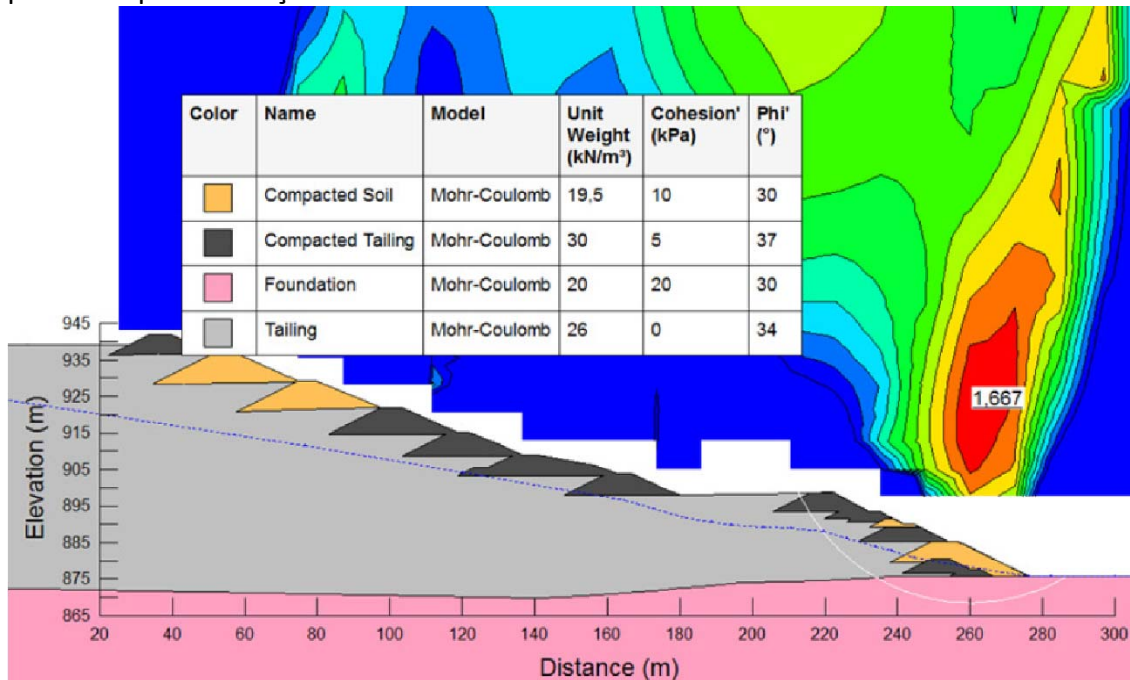 Color Name Model Unit Weight (kN/m³) Cohesion' (kPa) Phi' (°)
Compacted Soil Mohr-Coulomb 19,5 10 30
Compacted Tailing Mohr-Coulomb 30 5 37
Foundation Mohr-Coulomb 20 20 30
Tailing Mohr-Coulomb 26 0 34
1,667
Elevation (m)
945
935
925
915
905
895
885
875
865
20 40 60 80 100 120 140 160 180 200 220 240 260 280 300
Distance (m)